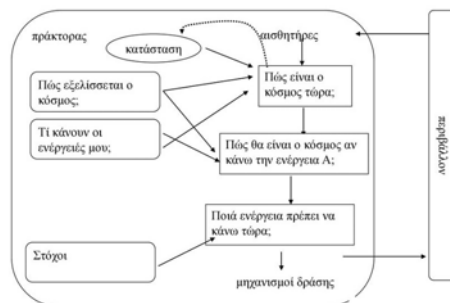 πράκτορας
αισθητήρες
κατάσταση
Πώς εξελίσσεται ο
κόσμος;
Πώς είναι ο
κόσμος τώρα;
Τί κάνουν οι
ενέργειές μου;
Πώς θα είναι ο κόσμος αν
κάνω την ενέργεια Α;
Ποιά ενέργεια πρέπει να
κάνω τώρα;
Στόχοι
μηχανισμοί δράσης
περιβάλλον